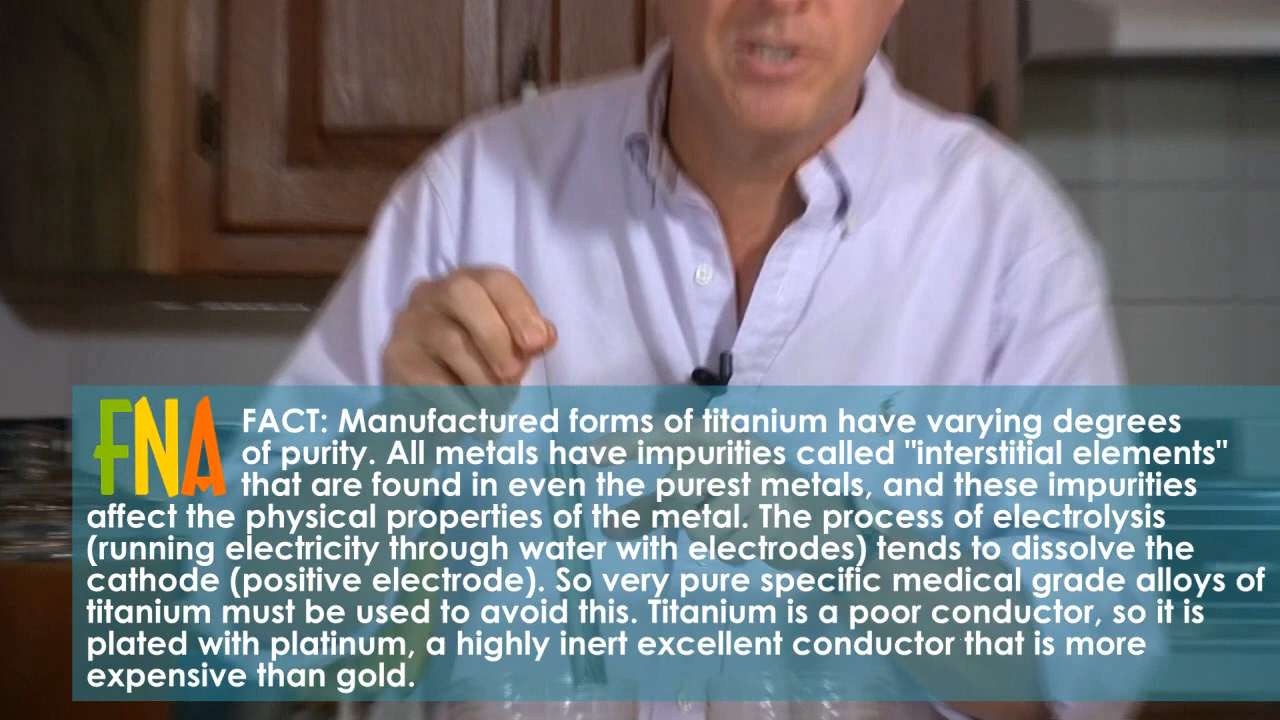 FNA
FACT: Manufactured forms of titanium have varying degrees
of purity. All metals have impurities called "interstitial elements"
that are found in even the purest metals, and these impurities
affect the physical properties of the metal. The process of electrolysis
(running electricity through water with electrodes) tends to dissolve the
cathode (positive electrode). So very pure specific medical grade alloys of
titanium must be used to avoid this. Titanium is a poor conductor, so it is
plated with platinum, a highly inert excellent conductor that is more
expensive than gold.